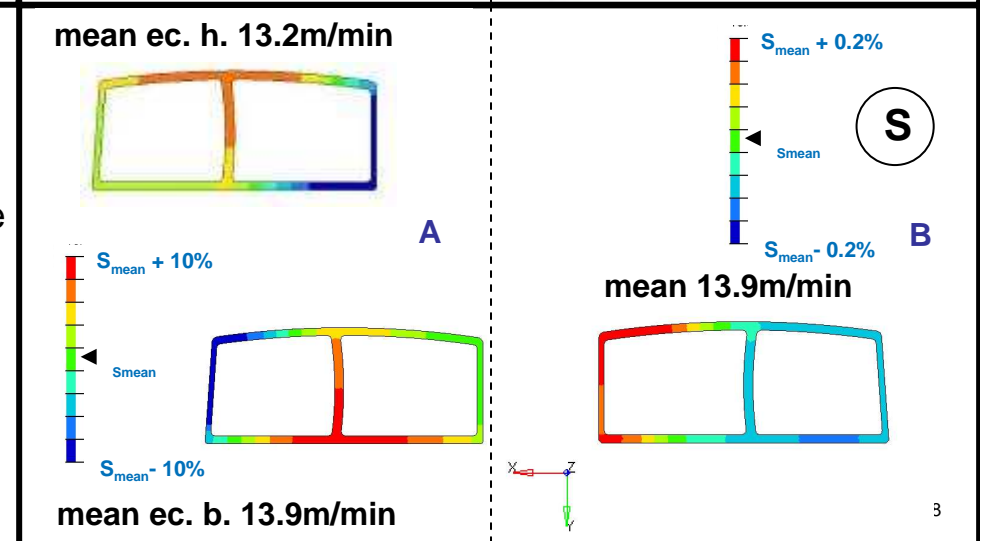 mean ec. h. 13.2m/min
A
Smean + 10%
Smean
Smean- 10%
mean ec. b. 13.9m/min
Smean + 0.2%
S
Smean
B
Smean- 0.2%
mean 13.9m/min
X
Z
Y
e